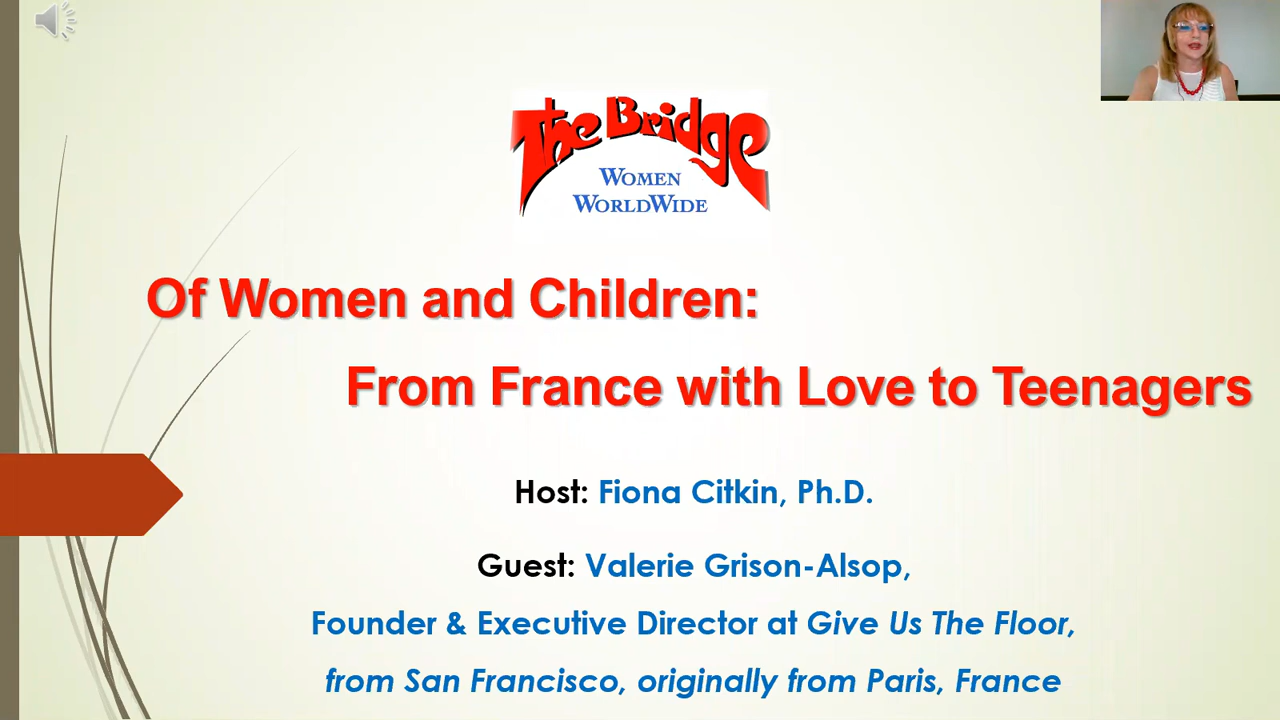 The Bridge
WOMEN
WORLDWIDE
Of Women and Children:
From France with Love to Teenagers
Host: Fiona Citkin, Ph.D.
Guest: Valerie Grison-Alsop,
Founder & Executive Director at Give Us The Floor,
from San Francisco, originally from Paris, France